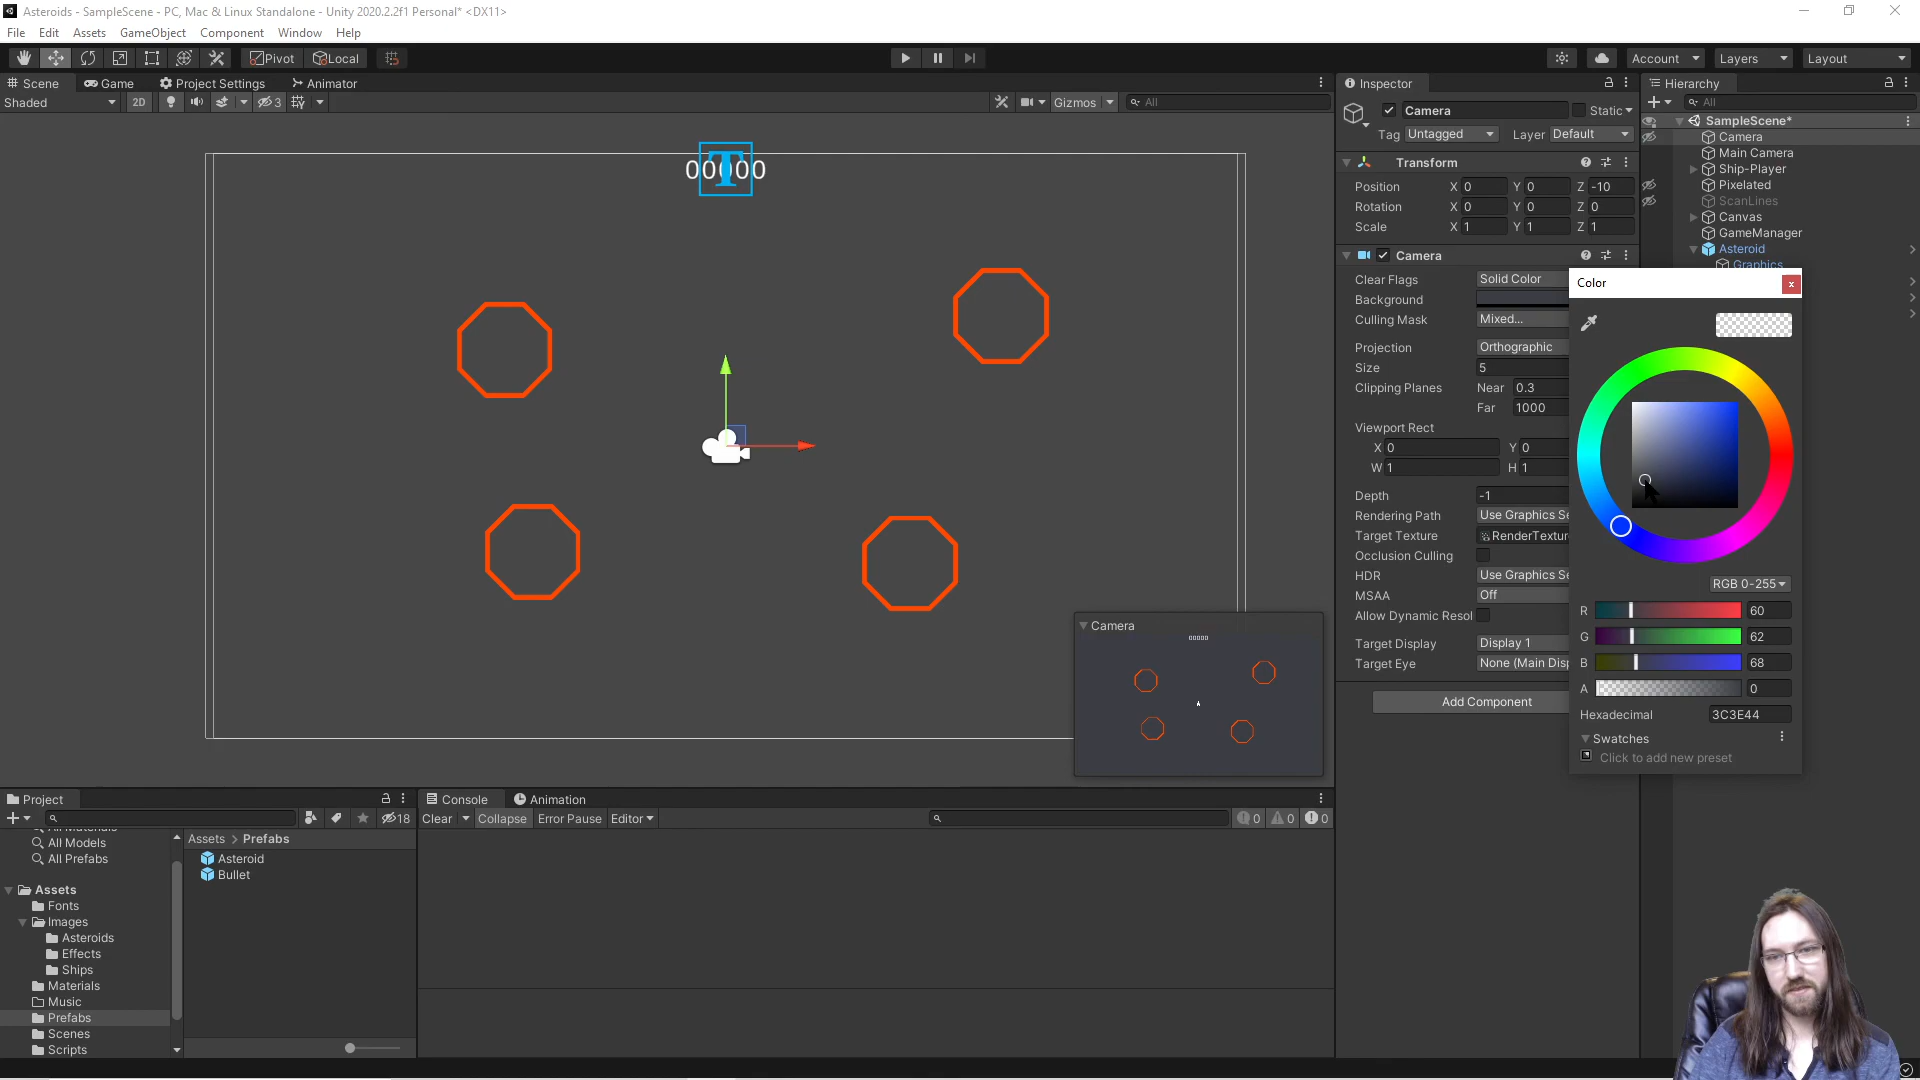 Asteroids - SampleScene - PC, Mac & Linux Standalone - Unity 2020.2.2f1 Personal* <DX11>
File Edit Assets GameObject Component Window Help
Pivot Local Account Layers Layout
Scene Game Project Settings Animator
Shaded 2D 3 Gizmos All
00000
T
Camera
00000
Inspector
Camera Static
Tag Untagged Layer Default
Transform
Position X 0 Y 0 Z -10
Rotation X 0 Y 0 Z 0
Scale X 1 Y 1 Z 1
Camera
Clear Flags Solid Color
Background
Culling Mask Mixed...
Projection Orthographic
Size 5
Clipping Planes Near 0.3
Far 1000
Viewport Rect
X 0 Y 0
W 1 H 1
Depth -1
Rendering Path Use Graphics Se
Target Texture RenderTextur
Occlusion Culling
HDR Use Graphics Se
MSAA Off
Allow Dynamic Resol
Target Display Display 1
Target Eye None (Main Disp
Add Component
Hierarchy
All
SampleScene*
Camera
Main Camera
Ship-Player
Pixelated
ScanLines
Canvas
GameManager
Asteroid
Graphics
Color
RGB 0-255
R 60
G 62
B 68
A 0
Hexadecimal 3C3E44
Swatches
Click to add new preset
Project
18
All Models
All Prefabs
Assets
Fonts
Images
Asteroids
Effects
Ships
Materials
Music
Prefabs
Scenes
Scripts
Assets > Prefabs
Asteroid
Bullet
Console Animation
Clear Collapse Error Pause Editor 0 0 0